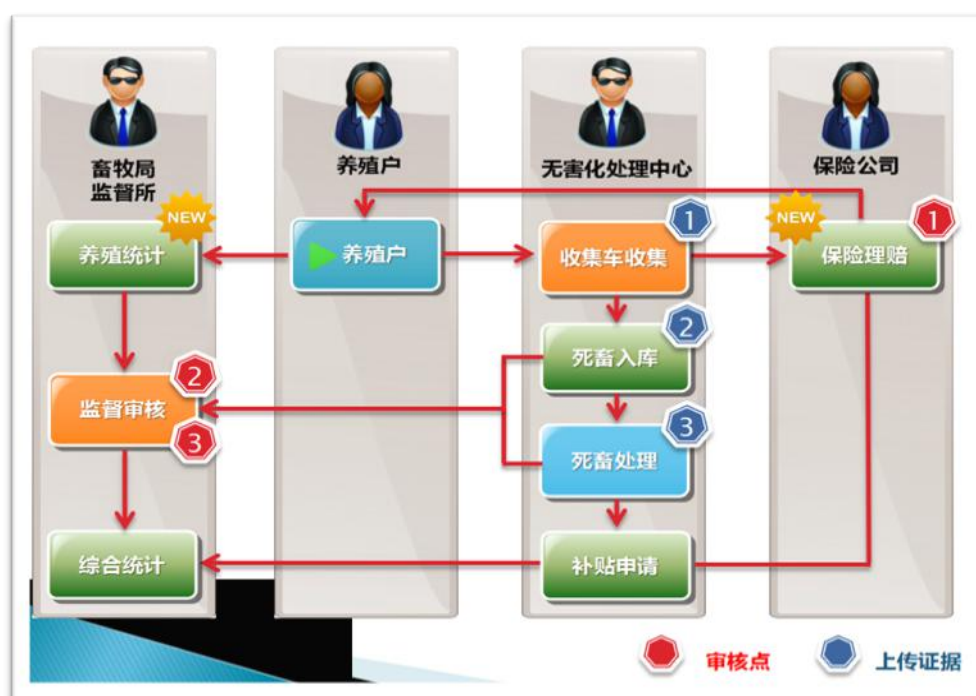 畜牧局
监督所
养殖户
无害化处理中心
保险公司
NEW
养殖统计
养殖户
1
收集车收集
NEW
1
保险理赔
2
死畜入库
2
监督审核
3
3
死畜处理
综合统计
补贴申请
审核点
上传证据